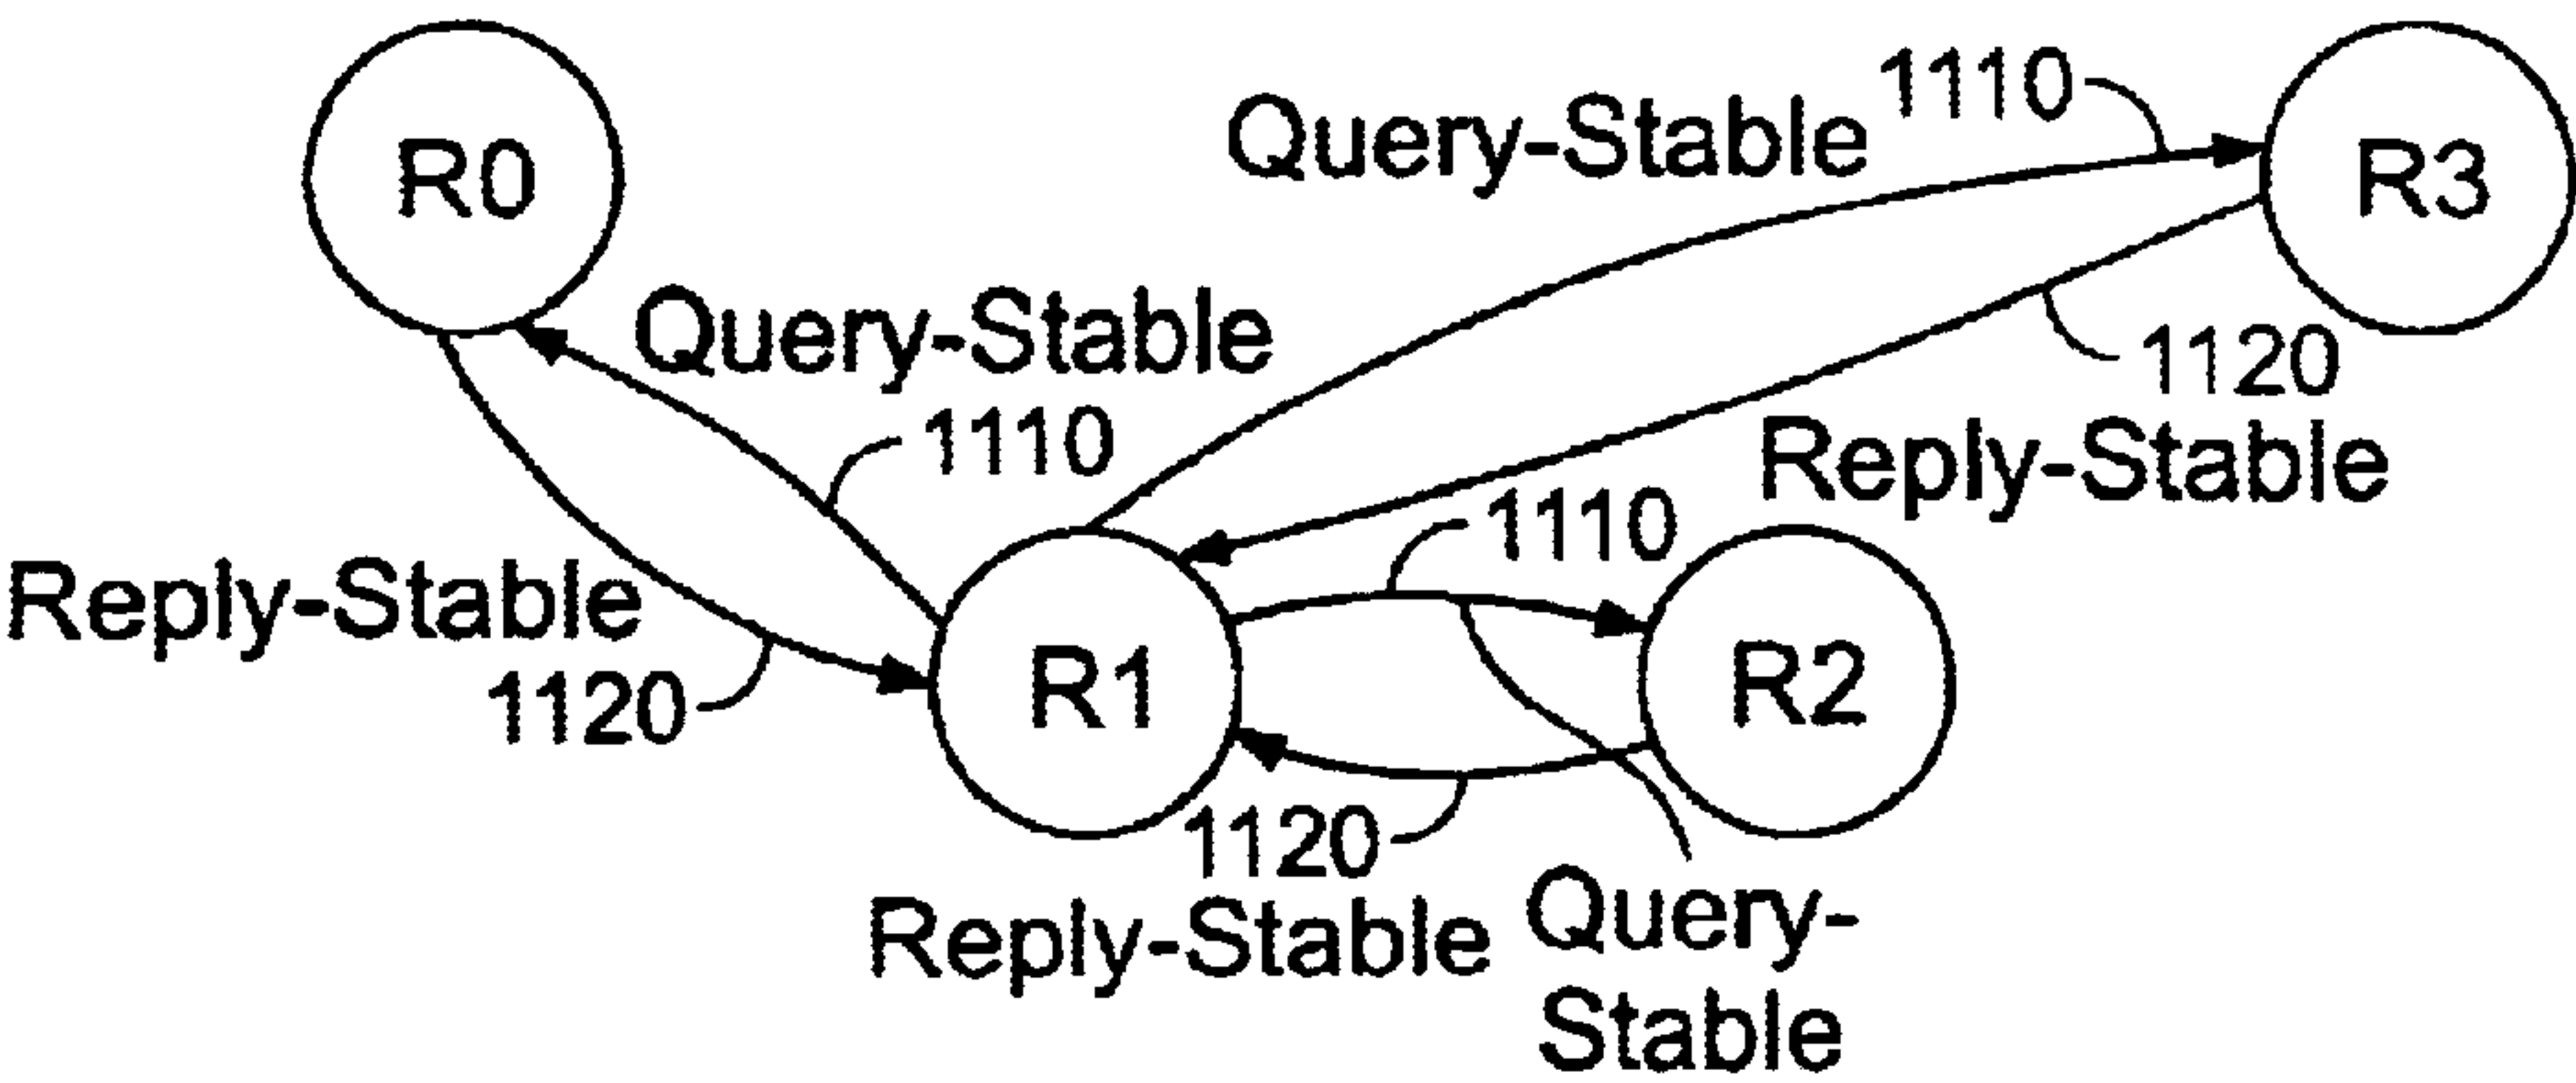 1110
Query-Stable
R0
R3
Query-Stable
1120
1110
Reply-Stable
1110
Reply-Stable
R1
R2
1120
1120
Reply-Stable
Query-
Stable